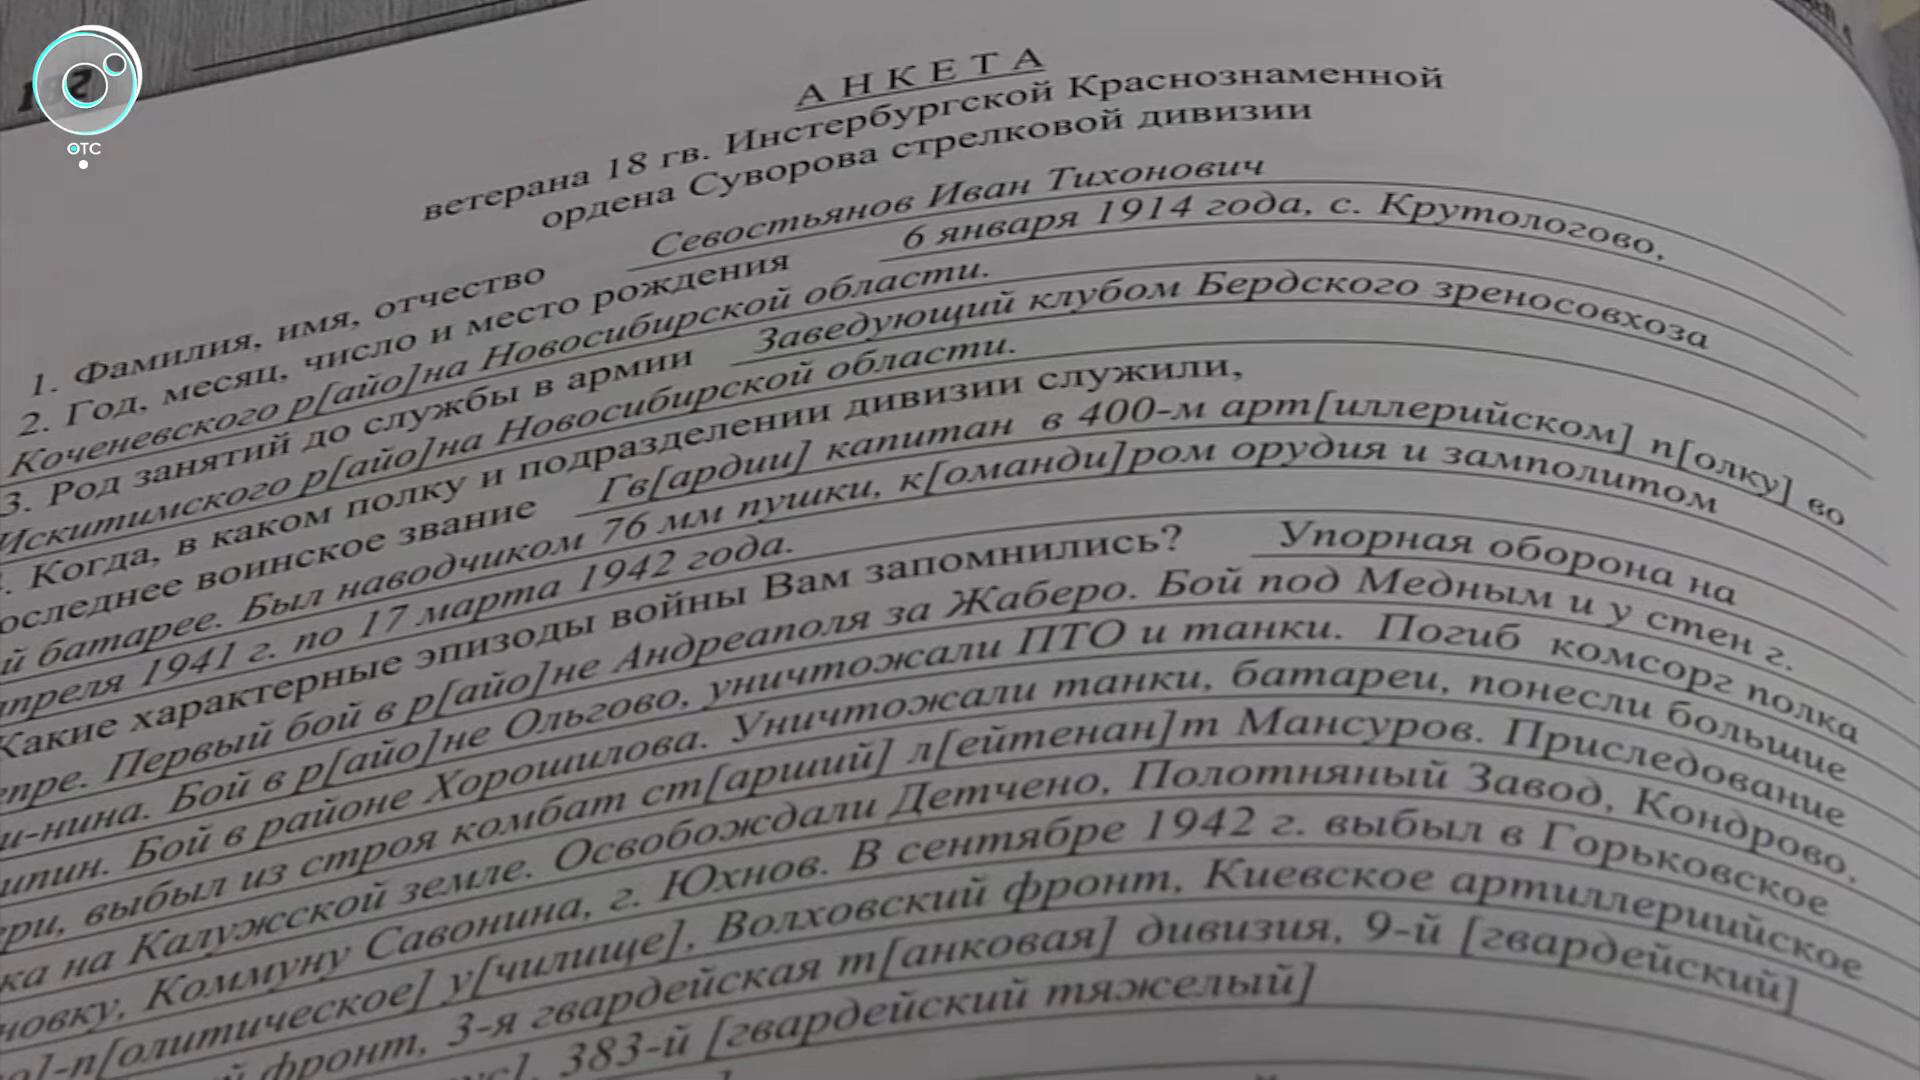 ОТС
АНКЕТА
ветерана 18 гв. Инстербургской Краснознаменной
ордена Суворова стрелковой дивизии
1. Фамилия, имя, отчество Севостьянов Иван Тихонович
2. Год, месяц, число и место рождения 6 января 1914 года, с. Крутологово,
Коченевского р[айо]на Новосибирской области.
3. Род занятий до службы в армии Заведующий клубом Бердского зреносовхоза
Искитимского р[айо]на Новосибирской области.
. Когда, в каком полку и подразделении дивизии служили,
оследнее воинское звание Гв[ардии] капитан в 400-м арт[иллерийском] п[олку] во
й батарее. Был наводчиком 76 мм пушки, к[оманди]ром орудия и замполитом
преля 1941 г. по 17 марта 1942 года.
Какие характерные эпизоды войны Вам запомнились? Упорная оборона на
епре. Первый бой в р[айо]не Андреаполя за Жаберо. Бой под Медным и у стен г.
и-нина. Бой в р[айо]не Ольгово, уничтожали ПТО и танки. Погиб комсорг полка
ипин. Бой в районе Хорошилова. Уничтожали танки, батареи, понесли большие
ери, выбыл из строя комбат ст[арший] л[ейтенан]т Мансуров. Приследование
ка на Калужсской земле. Освобождали Детчено, Полотняный Завод, Кондрово,
новку, Коммуну Савонина, г. Юхнов. В сентябре 1942 г. выбыл в Горьковское
о]-п[олитическое] у[чилище], Волховский фронт, Киевское артиллериийское
й фронт, 3-я гвардейская т[анковая] дивизия, 9-й [гвардейский]
ус], 383-й [гвардейский тяжелый]